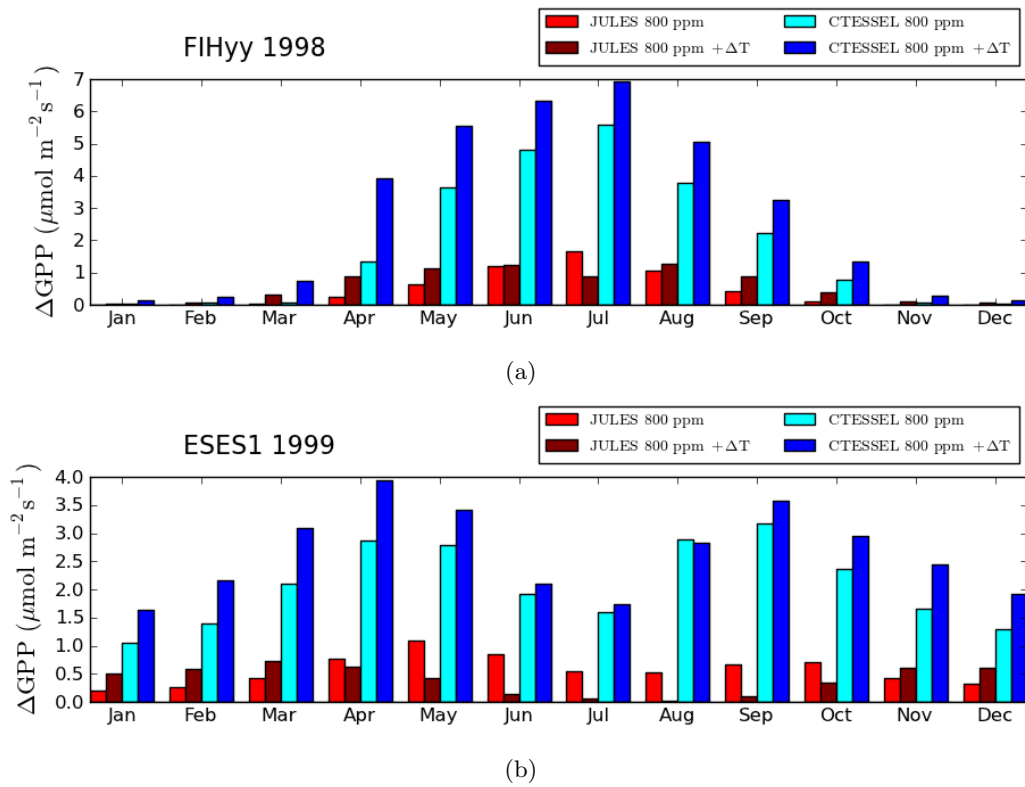 FIHyy 1998
JULES 800 ppm
JULES 800 ppm +ΔT
CTESSEL 800 ppm
CTESSEL 800 ppm +ΔT
ΔGPP (μmol m⁻² s⁻¹)
7
6
5
4
3
2
1
0
Jan Feb Mar Apr May Jun Jul Aug Sep Oct Nov Dec
(a)
ESES1 1999
JULES 800 ppm
JULES 800 ppm +ΔT
CTESSEL 800 ppm
CTESSEL 800 ppm +ΔT
ΔGPP (μmol m⁻² s⁻¹)
4.0
3.5
3.0
2.5
2.0
1.5
1.0
0.5
0.0
Jan Feb Mar Apr May Jun Jul Aug Sep Oct Nov Dec
(b)